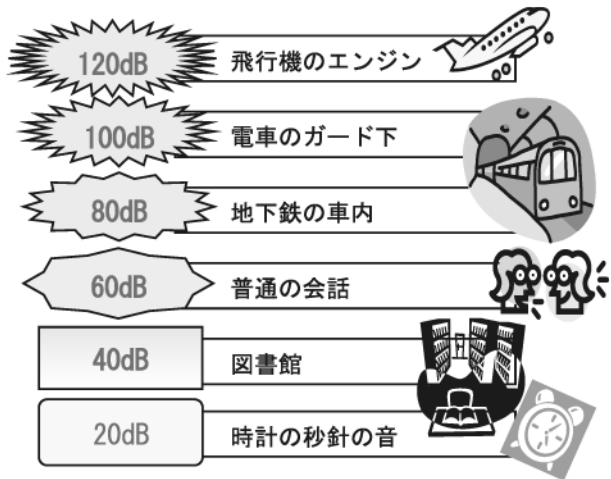 120dB 飛行機のエンジン
100dB 電車のガード下
80dB 地下鉄の車内
60dB 普通の会話
40dB 図書館
20dB 時計の秒針の音